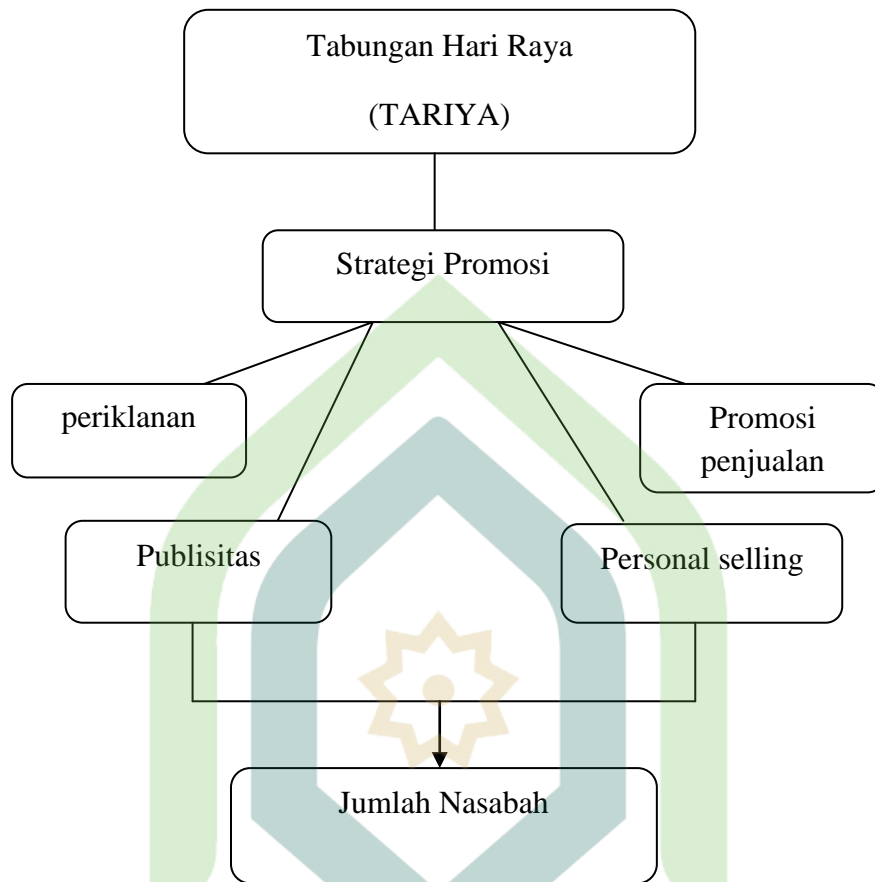 Tabungan Hari Raya
(TARIYA)
Strategi Promosi
periklanan
Promosi
penjualan
Publisitas
Personal selling
Jumlah Nasabah